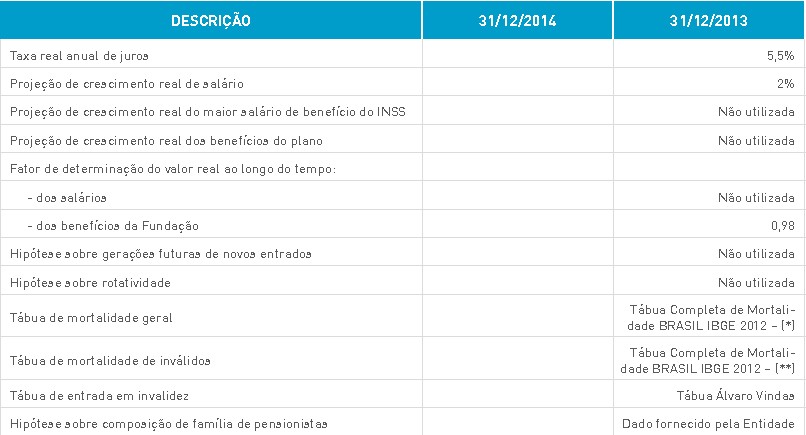 DESCRIÇÃO 31/12/2014 31/12/2013
Taxa real anual de juros 5,5%
Projeção de crescimento real de salário 2%
Projeção de crescimento real do maior salário de benefício do INSS Não utilizada
Projeção de crescimento real dos benefícios do plano Não utilizada
Fator de determinação do valor real ao longo do tempo:
- dos salários Não utilizada
- dos benefícios da Fundação 0,98
Hipótese sobre gerações futuras de novos entrados Não utilizada
Hipótese sobre rotatividade Não utilizada
Tábua de mortalidade geral Tábua Completa de Mortali-
dade BRASIL IBGE 2012 – (*)
Tábua de mortalidade de inválidos Tábua Completa de Mortali-
dade BRASIL IBGE 2012 – (**)
Tábua de entrada em invalidez Tábua Álvaro Vindas
Hipótese sobre composição de família de pensionistas Dado fornecido pela Entidade